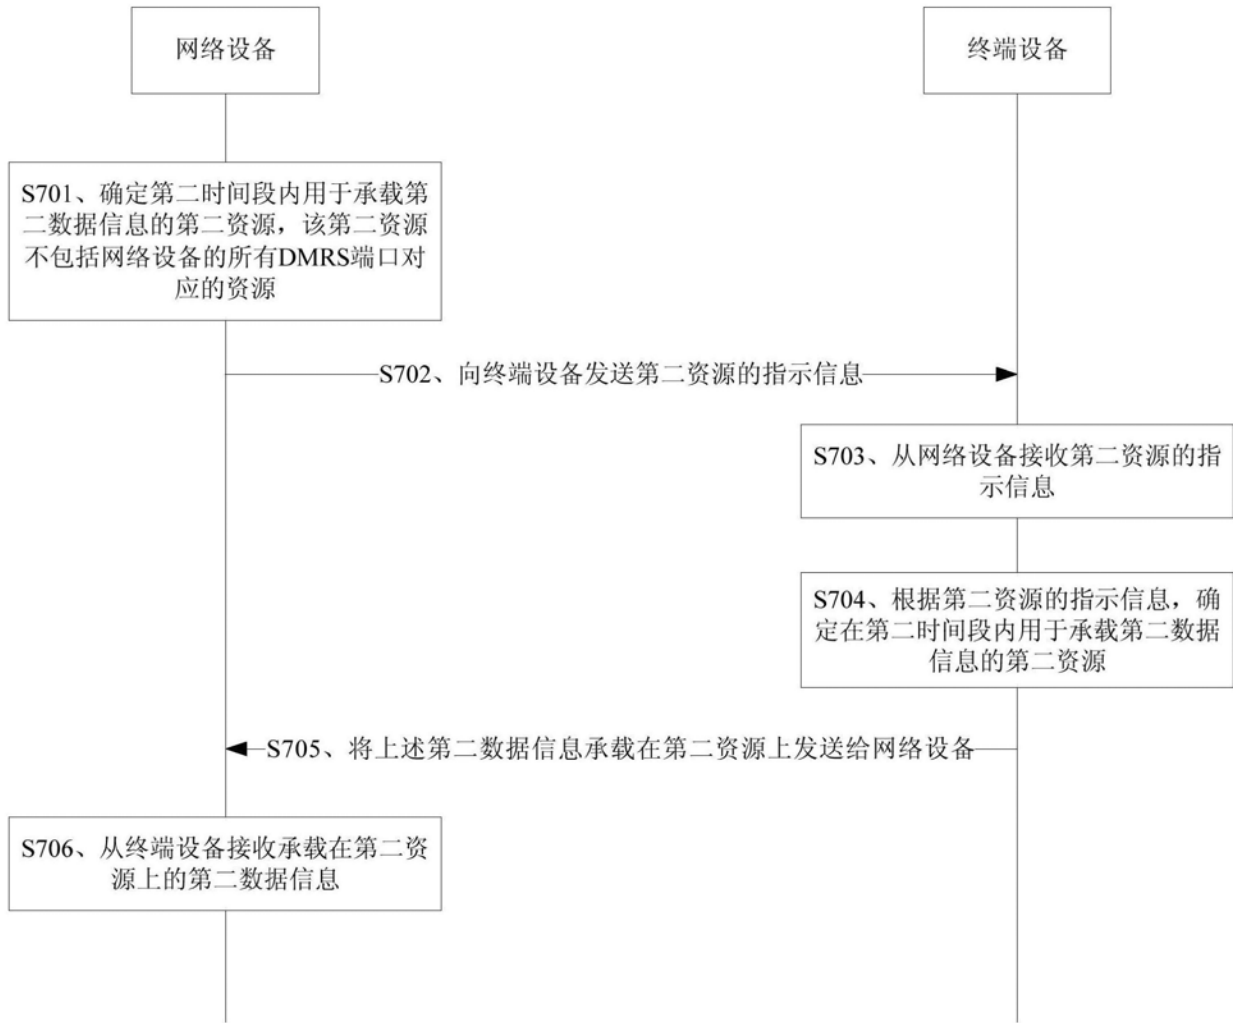 网络设备
终端设备
S701、确定第二时间段内用于承载第
二数据信息的第二资源，该第二资源
不包括网络设备的所有DMRS端口对
应的资源
S702、向终端设备发送第二资源的指示信息
S703、从网络设备接收第二资源的指
示信息
S704、根据第二资源的指示信息，确
定在第二时间段内用于承载第二数据
信息的第二资源
S705、将上述第二数据信息承载在第二资源上发送给网络设备
S706、从终端设备接收承载在第二资
源上的第二数据信息